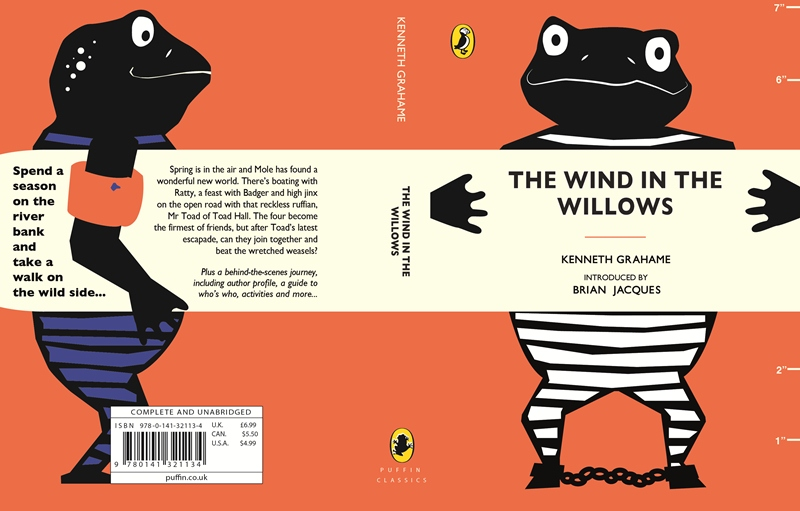 Spend a
season
on the
river
bank
and
take a
walk on
the wild side...
Spring is in the air and Mole has found a
wonderful new world. There's boating with
Ratty, a feast with Badger and high jinx
on the open road with that reckless ruffian,
Mr Toad of Toad Hall. The four become
the firmest of friends, but after Toad's latest
escapade, can they join together and
beat the wretched weasels?
Plus a behind-the-scenes journey,
including author profile, a guide to
who's who, activities and more...
COMPLETE AND UNABRIDGED
ISBN 978-0-141-32113-4
U.K. £6.99
CAN. $5.50
U.S.A. $4.99
9 780141 321134
puffin.co.uk
KENNETH GRAHAME
THE WIND IN THE
WILLOWS
PUFFIN
CLASSICS
THE WIND IN THE
WILLOWS
KENNETH GRAHAME
INTRODUCED BY
BRIAN JACQUES
7"
6"
2"
1"